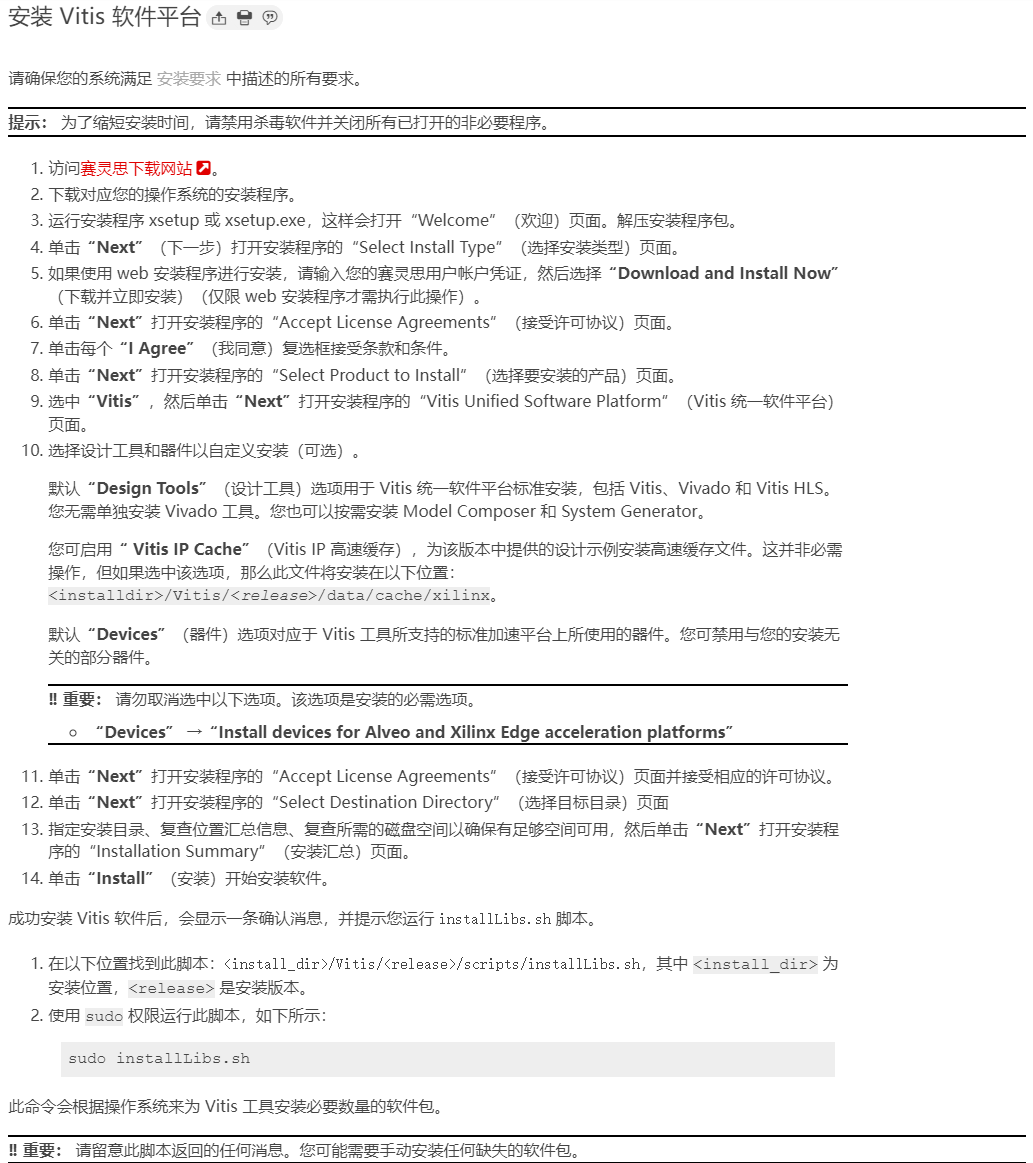 安装 Vitis 软件平台
请确保您的系统满足 安装要求 中描述的所有要求。
提示： 为了缩短安装时间，请禁用杀毒软件并关闭所有已打开的非必要程序。
1. 访问赛灵思下载网站。
2. 下载对应您的操作系统的安装程序。
3. 运行安装程序 xsetup 或 xsetup.exe，这样会打开“Welcome”（欢迎）页面。解压安装程序包。
4. 单击“Next”（下一步）打开安装程序的“Select Install Type”（选择安装类型）页面。
5. 如果使用 web 安装程序进行安装，请输入您的赛灵思用户帐户凭证，然后选择“Download and Install Now”
（下载并立即安装）（仅限 web 安装程序才需执行此操作）。
6. 单击“Next”打开安装程序的“Accept License Agreements”（接受许可协议）页面。
7. 单击每个“I Agree”（我同意）复选框接受条款和条件。
8. 单击“Next”打开安装程序的“Select Product to Install”（选择要安装的产品）页面。
9. 选中“Vitis”，然后单击“Next”打开安装程序的“Vitis Unified Software Platform”（Vitis 统一软件平台）
页面。
10. 选择设计工具和器件以自定义安装（可选）。
默认“Design Tools”（设计工具）选项用于 Vitis 统一软件平台标准安装，包括 Vitis、Vivado 和 Vitis HLS。
您无需单独安装 Vivado 工具。您也可以按需安装 Model Composer 和 System Generator。
您可启用“ Vitis IP Cache”（Vitis IP 高速缓存），为该版本中提供的设计示例安装高速缓存文件。这并非必需
操作，但如果选中该选项，那么此文件将安装在以下位置：
<installdir>/Vitis/<release>/data/cache/xilinx。
默认“Devices”（器件）选项对应于 Vitis 工具所支持的标准加速平台上所使用的器件。您可禁用与您的安装无
关的部分器件。
!! 重要： 请勿取消选中以下选项。该选项是安装的必需选项。
○ “Devices” → “Install devices for Alveo and Xilinx Edge acceleration platforms”
11. 单击“Next”打开安装程序的“Accept License Agreements”（接受许可协议）页面并接受相应的许可协议。
12. 单击“Next”打开安装程序的“Select Destination Directory”（选择目标目录）页面
13. 指定安装目录、复查位置汇总信息、复查所需的磁盘空间以确保有足够空间可用，然后单击“Next”打开安装程
序的“Installation Summary”（安装汇总）页面。
14. 单击“Install”（安装）开始安装软件。
成功安装 Vitis 软件后，会显示一条确认消息，并提示您运行 installLibs.sh 脚本。
1. 在以下位置找到此脚本：<install_dir>/Vitis/<release>/scripts/installLibs.sh，其中 <install_dir> 为
安装位置，<release> 是安装版本。
2. 使用 sudo 权限运行此脚本，如下所示：
sudo installLibs.sh
此命令会根据操作系统来为 Vitis 工具安装必要数量的软件包。
!! 重要： 请留意此脚本返回的任何消息。您可能需要手动安装任何缺失的软件包。